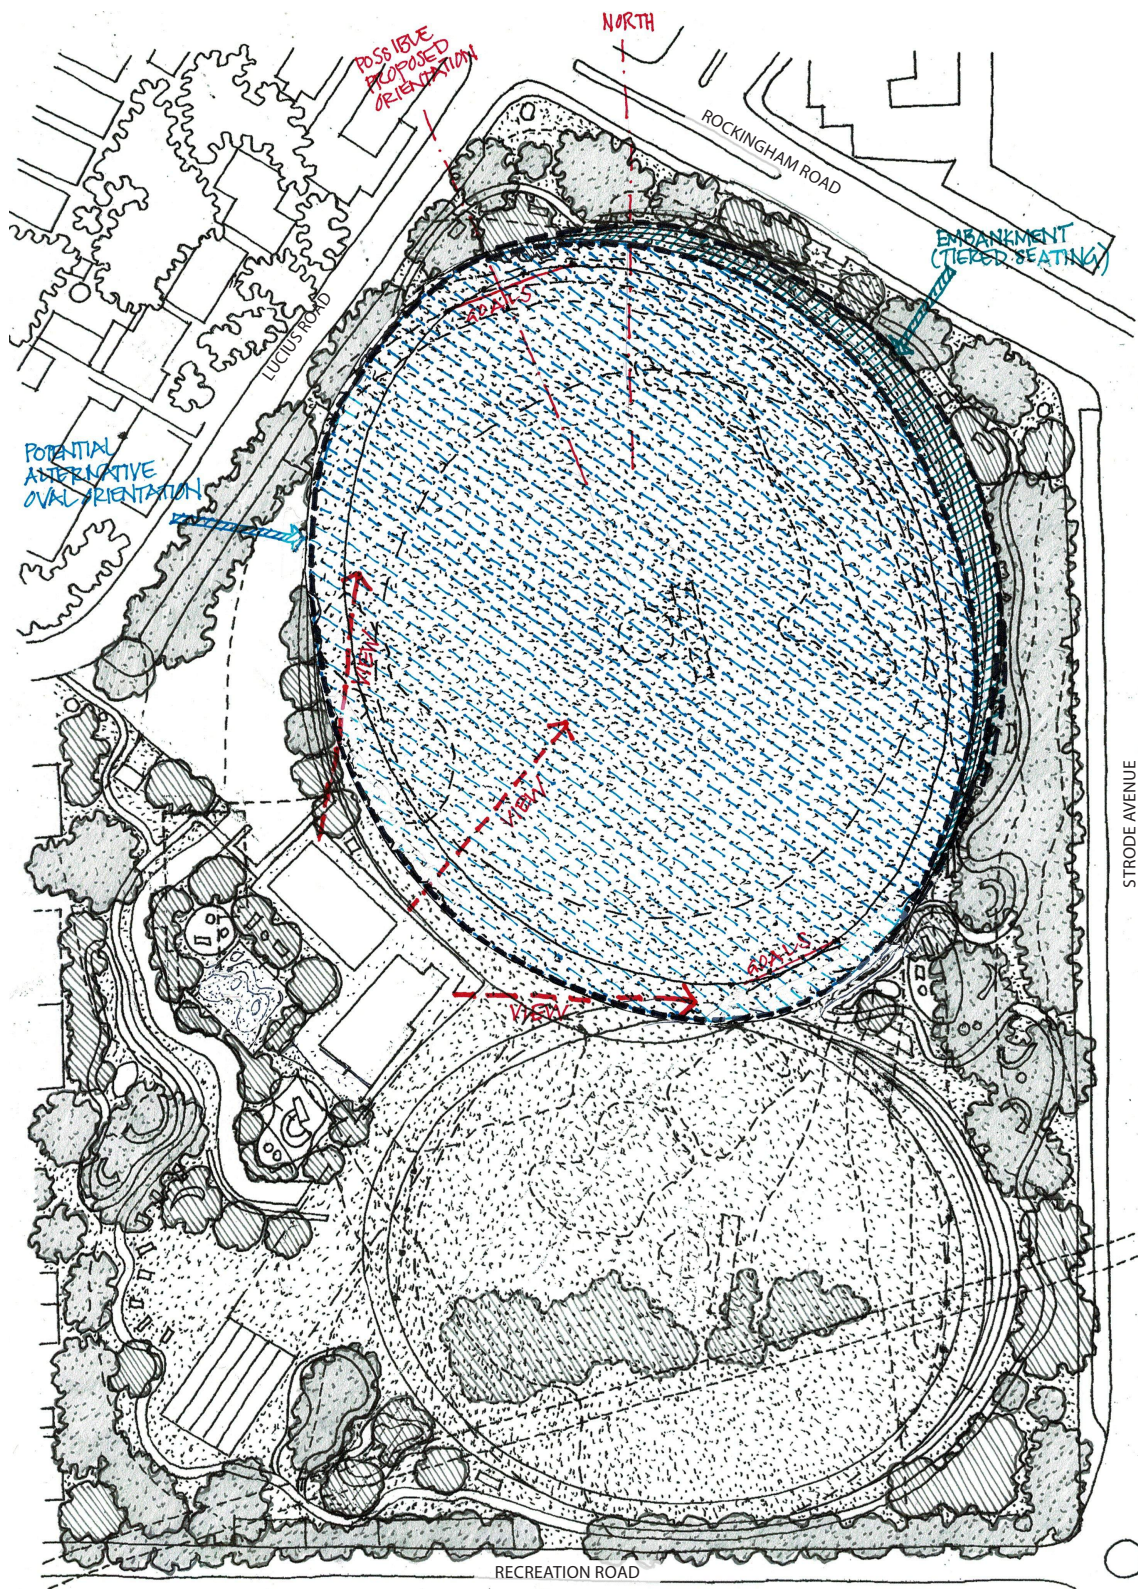 NORTH
POSSIBLE
PROPOSED
ORIENTATION
ROCKINGHAM ROAD
EMBANKMENT
(TIERED SEATING)
GOALS
LUCIUS ROAD
POTENTIAL
ALTERNATIVE
OVAL ORIENTATION
VIEW
VIEW
STRODE AVENUE
GOALS
VIEW
RECREATION ROAD